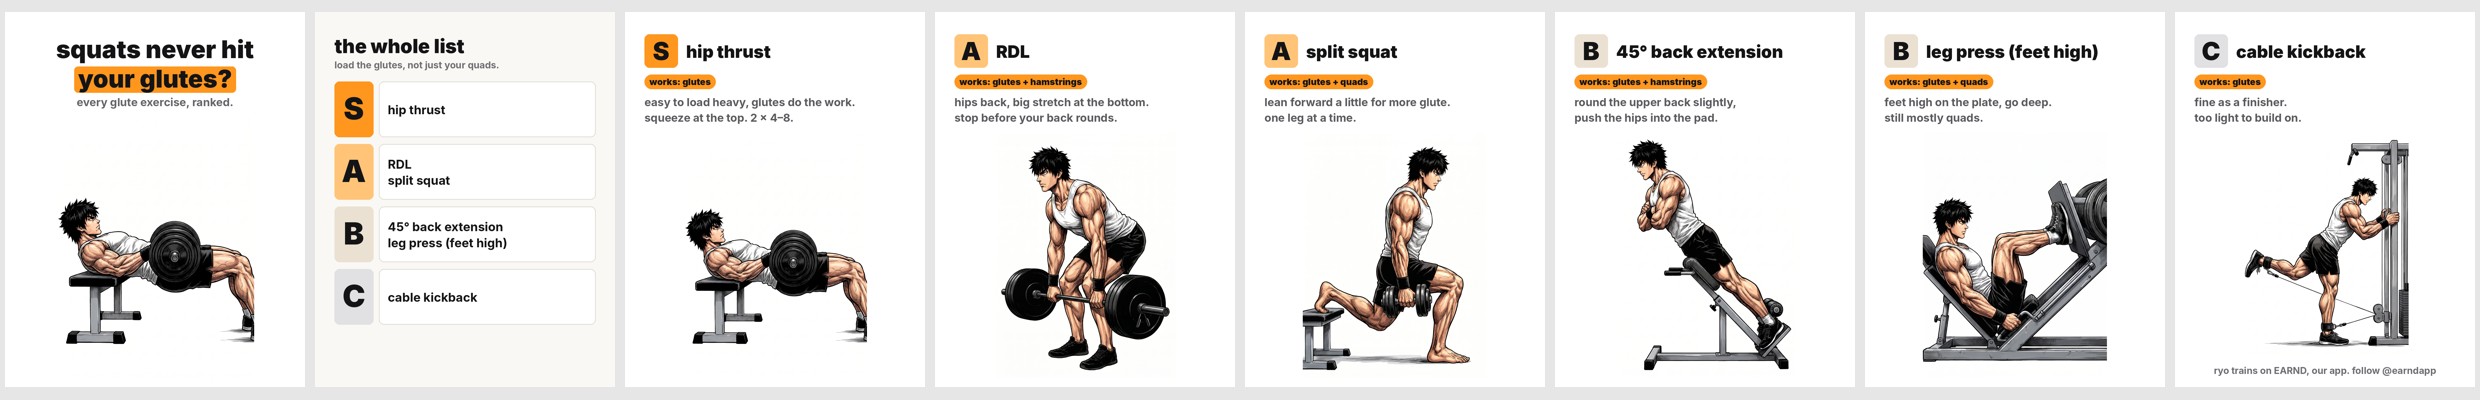 squats never hit
your glutes?
every glute exercise, ranked.
the whole list
load the glutes, not just your quads.
S
hip thrust
A
RDL
split squat
B
45° back extension
leg press (feet high)
C
cable kickback
S hip thrust
works: glutes
easy to load heavy, glutes do the work.
squeeze at the top. 2 × 4–8.
A RDL
works: glutes + hamstrings
hips back, big stretch at the bottom.
stop before your back rounds.
A split squat
works: glutes + quads
lean forward a little for more glute.
one leg at a time.
B 45° back extension
works: glutes + hamstrings
round the upper back slightly,
push the hips into the pad.
B leg press (feet high)
works: glutes + quads
feet high on the plate, go deep.
still mostly quads.
C cable kickback
works: glutes
fine as a finisher.
too light to build on.
ryo trains on EARND, our app. follow @earndapp